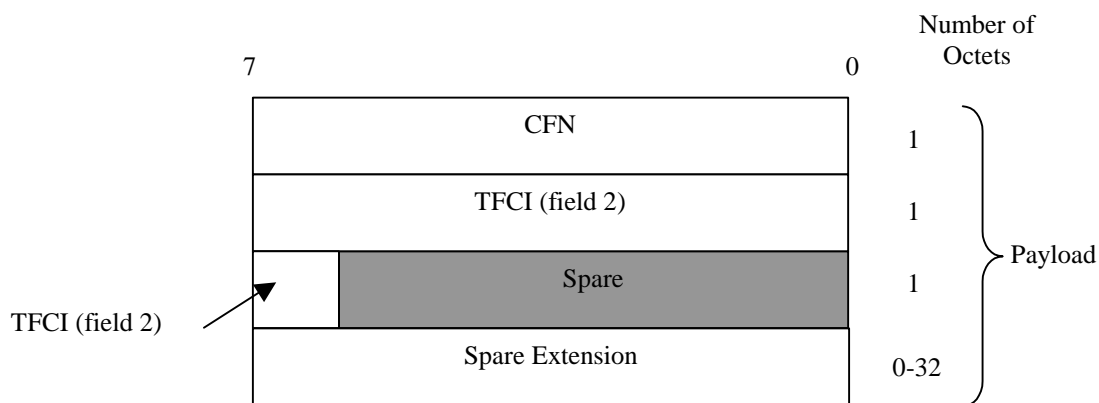 Number of
Octets
7
0
CFN
1
TFCI (field 2)
1
Spare
1
Payload
TFCI (field 2)
Spare Extension
0-32